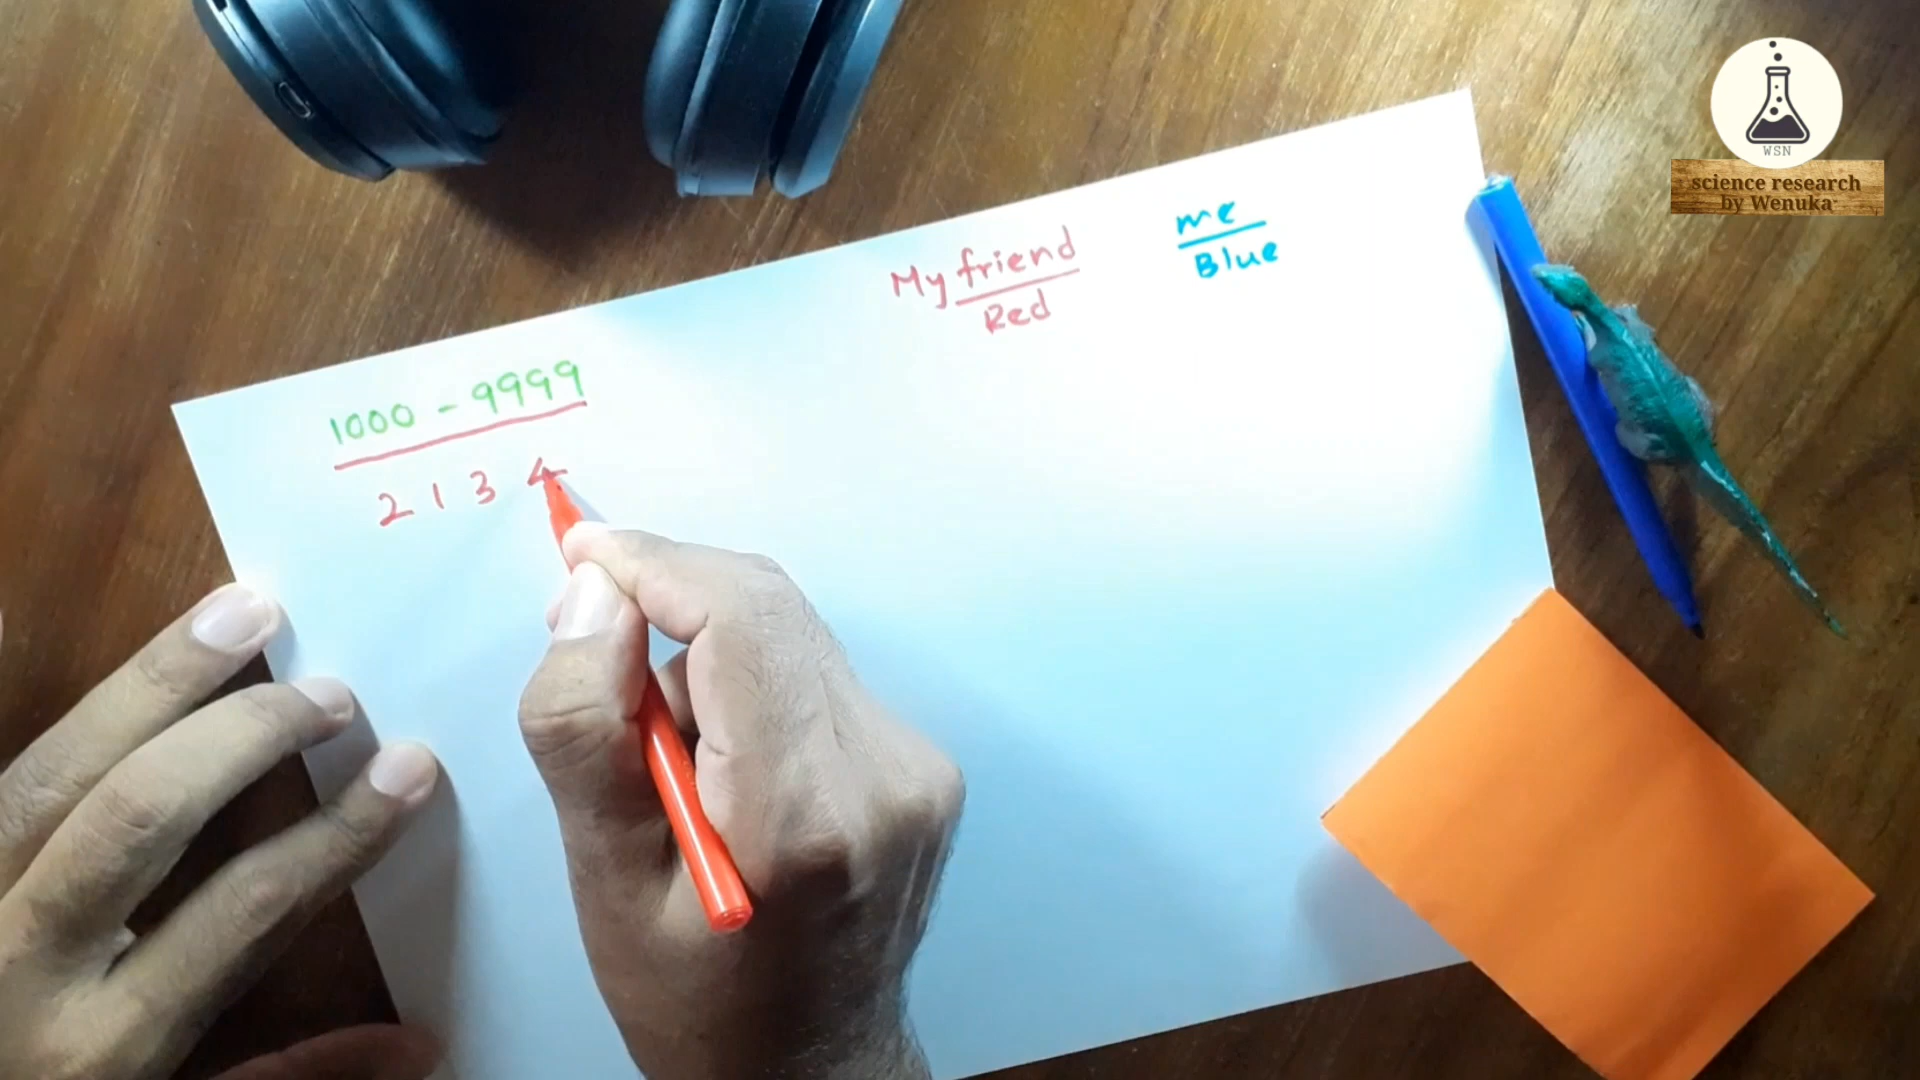 WSN
science research
by Wenuka
me
Blue
My friend
Red
1000 - 9999
2 1 3 4